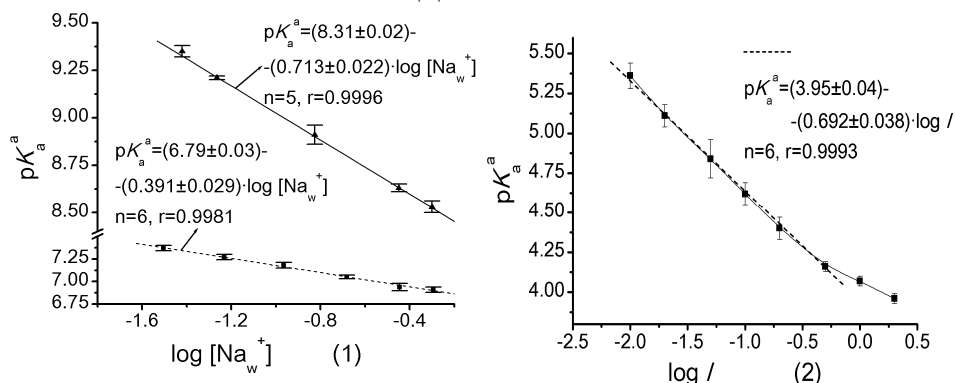 9.50
9.25
9.00
8.75
8.50
7.25
7.00
6.75
pKₐᵃ
pKₐᵃ=(8.31±0.02)-
-(0.713±0.022)·log [Na_w⁺]
n=5, r=0.9996
pKₐᵃ=(6.79±0.03)-
-(0.391±0.029)·log [Na_w⁺]
n=6, r=0.9981
-1.6 -1.2 -0.8 -0.4
log [Na_w⁺] (1)
5.50
5.25
5.00
4.75
4.50
4.25
4.00
pKₐᵃ
pKₐᵃ=(3.95±0.04)-
-(0.692±0.038)·log I
n=6, r=0.9993
-2.5 -2.0 -1.5 -1.0 -0.5 0.0 0.5
log I (2)